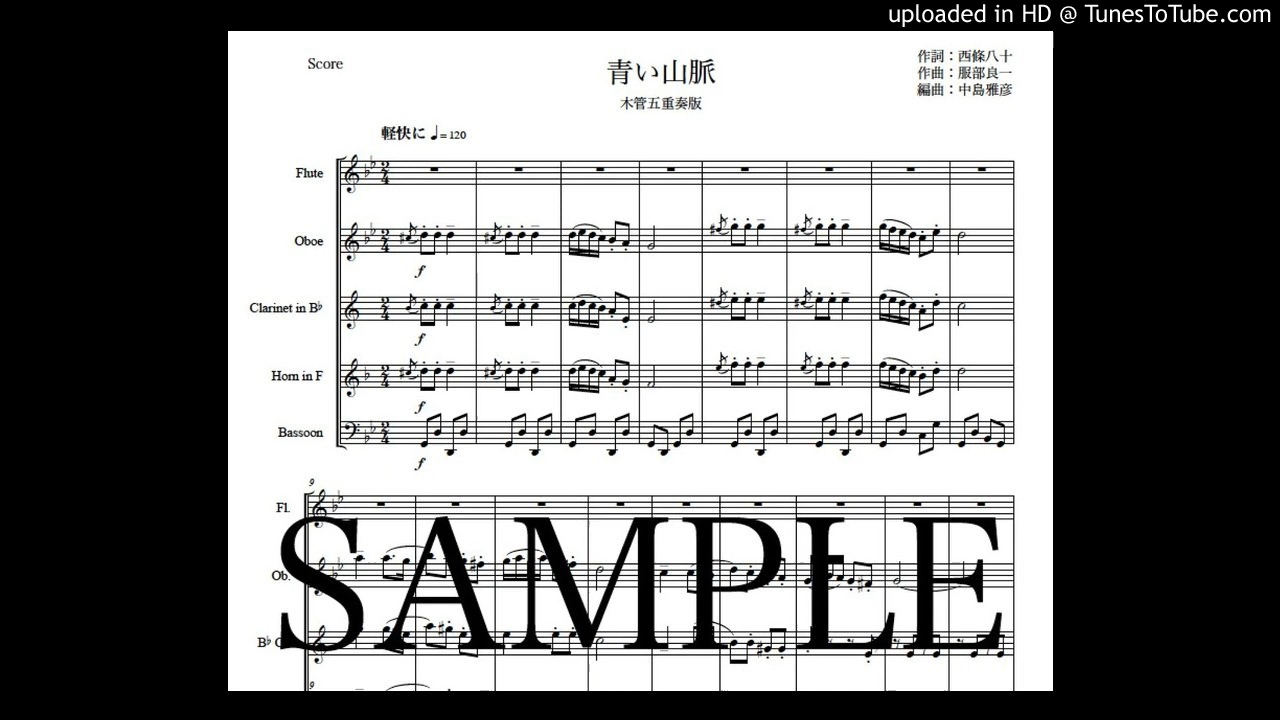 uploaded in HD @ TunesToTube.com
Score
青い山脈
木管五重奏版
作詞：西條八十
作曲：服部良一
編曲：中島雅彦
軽快に ♩= 120
Flute
Oboe
f
Clarinet in B♭
f
Horn in F
f
Bassoon
f
9
Fl.
Ob.
B♭ C
9
SAMPLE